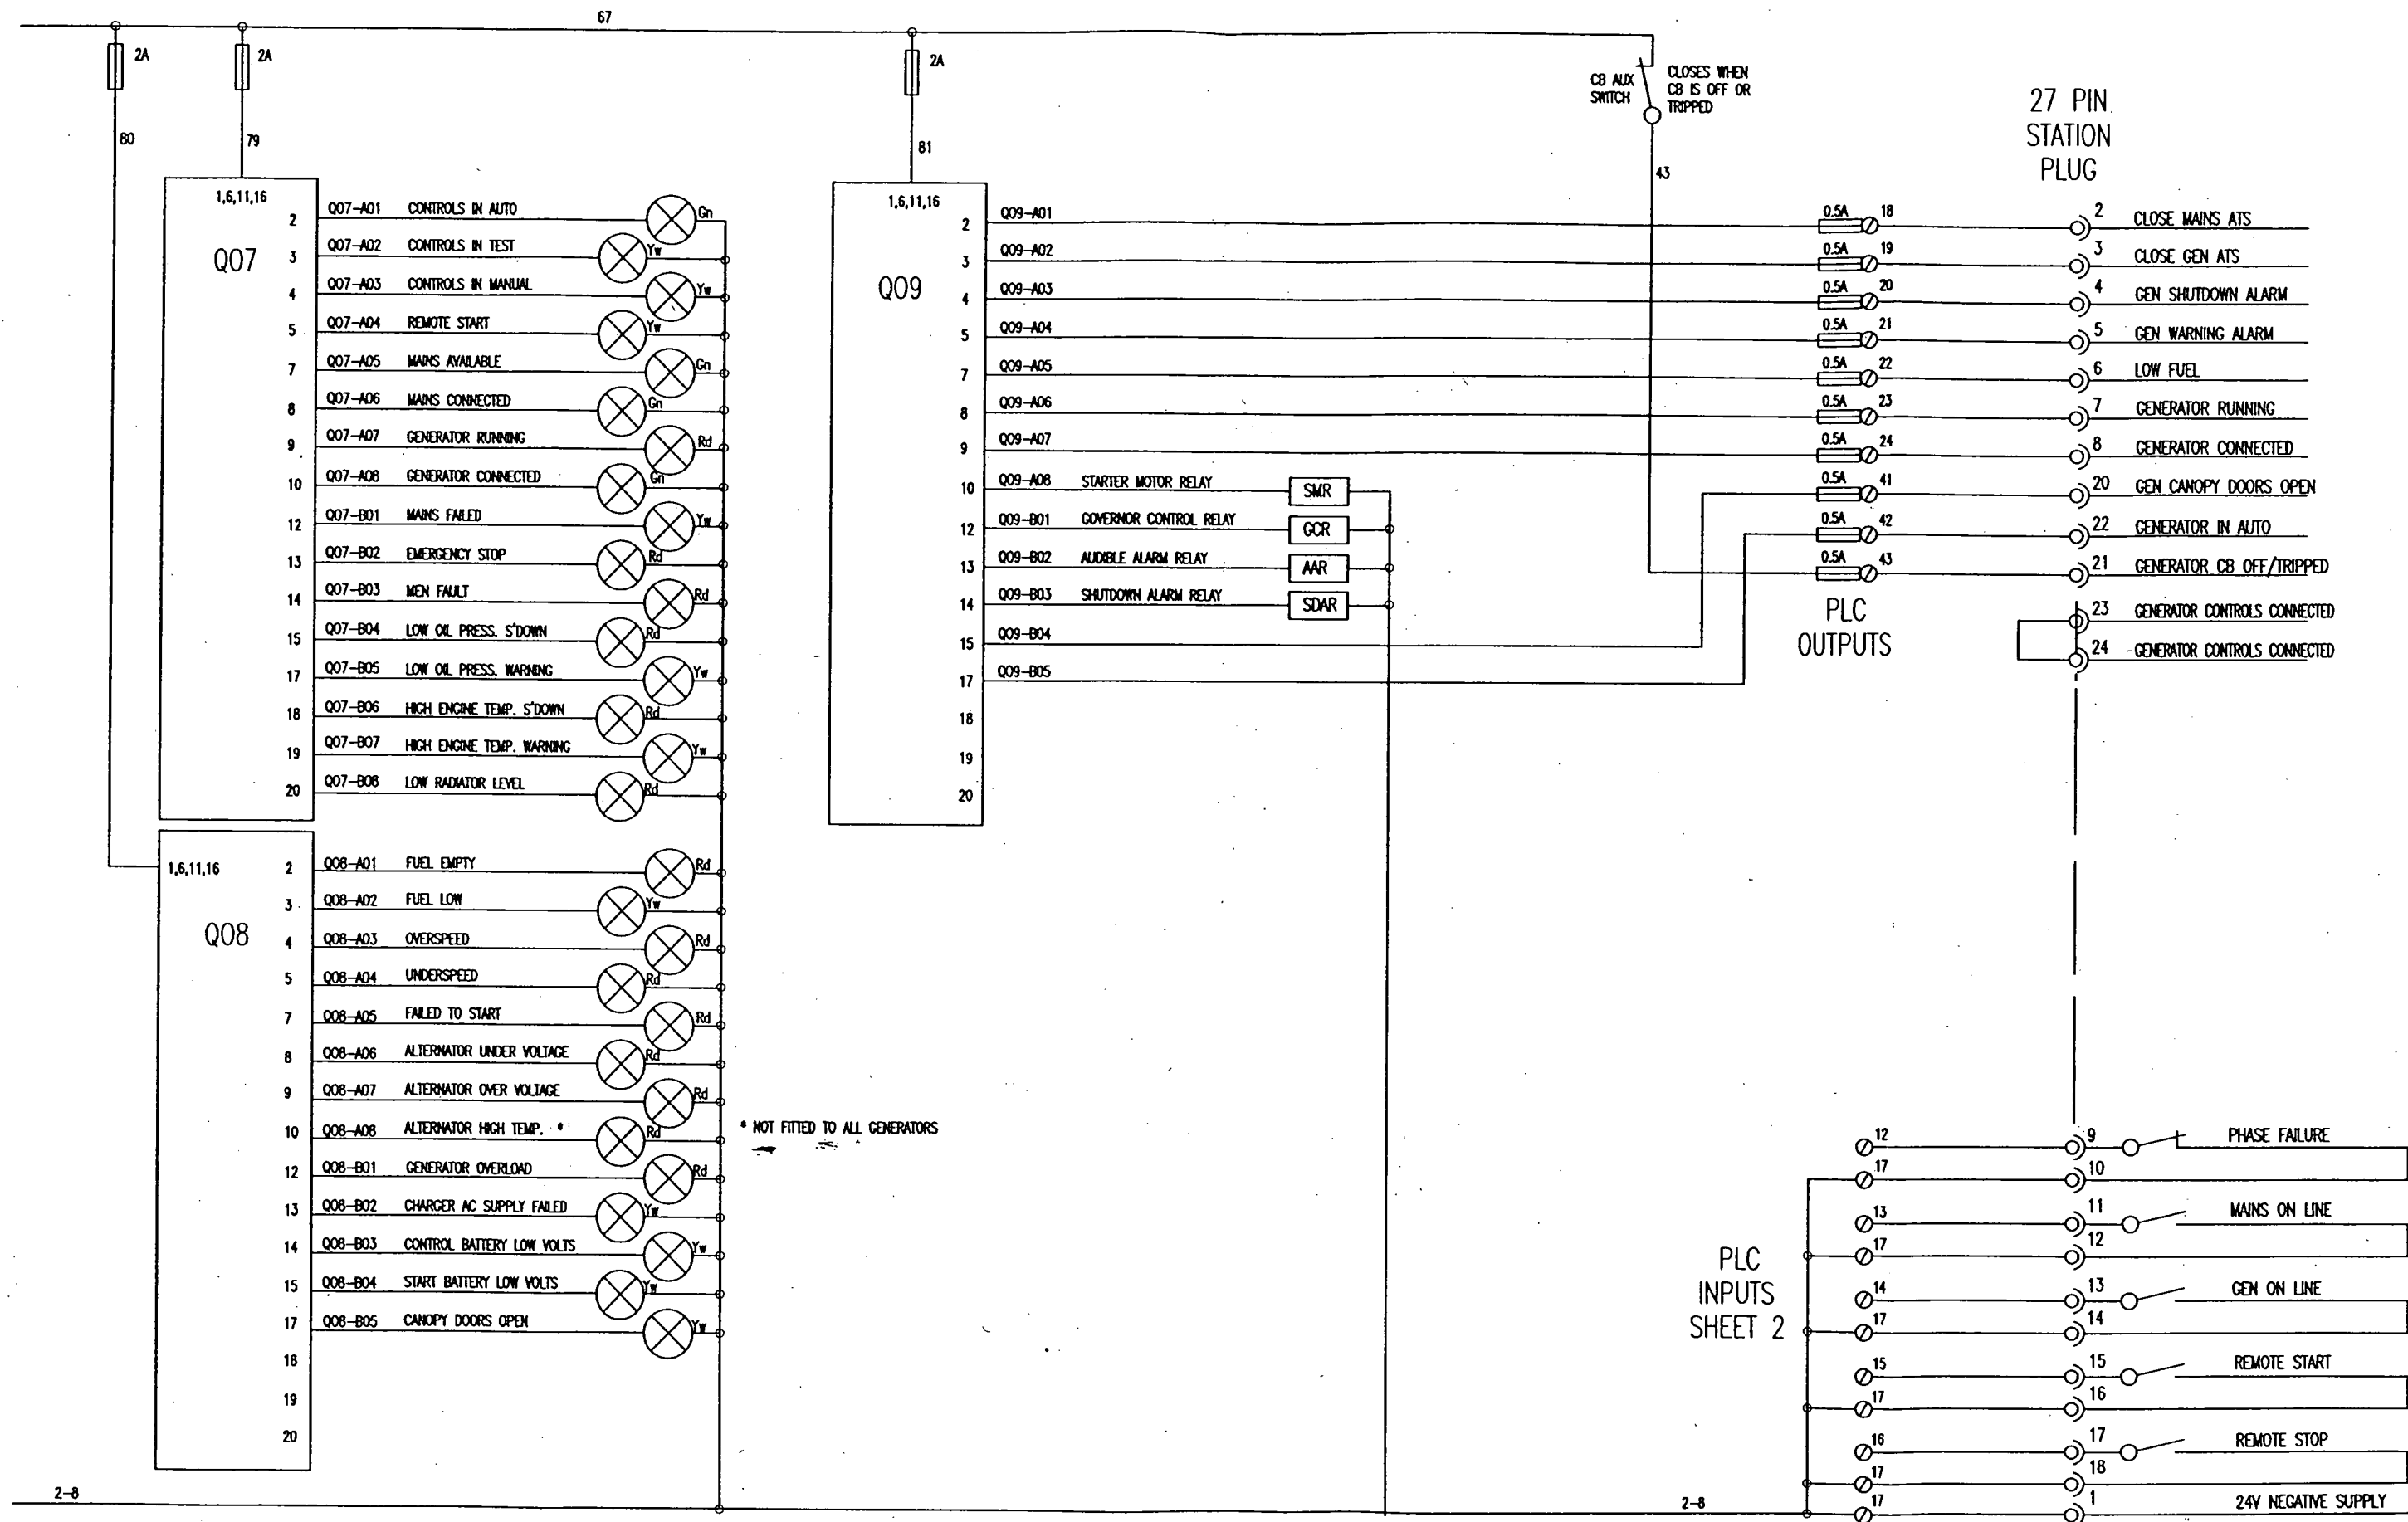 67
2A
2A
2A
80
79
81
CB AUX
SWITCH
CLOSES WHEN
CB IS OFF OR
TRIPPED
43
27 PIN
STATION
PLUG
1,6,11,16
Q07
2 Q07-A01 CONTROLS IN AUTO Gn
3 Q07-A02 CONTROLS IN TEST Yw
4 Q07-A03 CONTROLS IN MANUAL Yw
5 Q07-A04 REMOTE START Yw
7 Q07-A05 MAINS AVAILABLE Gn
8 Q07-A06 MAINS CONNECTED Gn
9 Q07-A07 GENERATOR RUNNING Rd
10 Q07-A08 GENERATOR CONNECTED Gn
12 Q07-B01 MAINS FAILED Yw
13 Q07-B02 EMERGENCY STOP Rd
14 Q07-B03 MEN FAULT Rd
15 Q07-B04 LOW OIL PRESS. S'DOWN Rd
17 Q07-B05 LOW OIL PRESS. WARNING Yw
18 Q07-B06 HIGH ENGINE TEMP. S'DOWN Rd
19 Q07-B07 HIGH ENGINE TEMP. WARNING Yw
20 Q07-B08 LOW RADIATOR LEVEL Rd
1,6,11,16
Q08
2 Q08-A01 FUEL EMPTY Rd
3 Q08-A02 FUEL LOW Yw
4 Q08-A03 OVERSPEED Rd
5 Q08-A04 UNDERSPEED Rd
7 Q08-A05 FAILED TO START Rd
8 Q08-A06 ALTERNATOR UNDER VOLTAGE Rd
9 Q08-A07 ALTERNATOR OVER VOLTAGE Rd
10 Q08-A08 ALTERNATOR HIGH TEMP. * Rd
12 Q08-B01 GENERATOR OVERLOAD Rd
13 Q08-B02 CHARGER AC SUPPLY FAILED Yw
14 Q08-B03 CONTROL BATTERY LOW VOLTS Yw
15 Q08-B04 START BATTERY LOW VOLTS Yw
17 Q08-B05 CANOPY DOORS OPEN Yw
18
19
20
* NOT FITTED TO ALL GENERATORS
1,6,11,16
Q09
2 Q09-A01 0.5A 18 2 CLOSE MAINS ATS
3 Q09-A02 0.5A 19 3 CLOSE GEN ATS
4 Q09-A03 0.5A 20 4 GEN SHUTDOWN ALARM
5 Q09-A04 0.5A 21 5 GEN WARNING ALARM
7 Q09-A05 0.5A 22 6 LOW FUEL
8 Q09-A06 0.5A 23 7 GENERATOR RUNNING
9 Q09-A07 0.5A 24 8 GENERATOR CONNECTED
10 Q09-A08 STARTER MOTOR RELAY SMR
0.5A 41 20 GEN CANOPY DOORS OPEN
12 Q09-B01 GOVERNOR CONTROL RELAY GCR
0.5A 42 22 GENERATOR IN AUTO
13 Q09-B02 AUDIBLE ALARM RELAY AAR
0.5A 43 21 GENERATOR CB OFF/TRIPPED
14 Q09-B03 SHUTDOWN ALARM RELAY SDAR
15 Q09-B04
17 Q09-B05
18
19
20
PLC
OUTPUTS
23 GENERATOR CONTROLS CONNECTED
24 GENERATOR CONTROLS CONNECTED
PLC
INPUTS
SHEET 2
12 9 PHASE FAILURE
17 10
13 11 MAINS ON LINE
17 12
14 13 GEN ON LINE
17 14
15 15 REMOTE START
17 16
16 17 REMOTE STOP
17 18
17 1 24V NEGATIVE SUPPLY
2-8
2-8